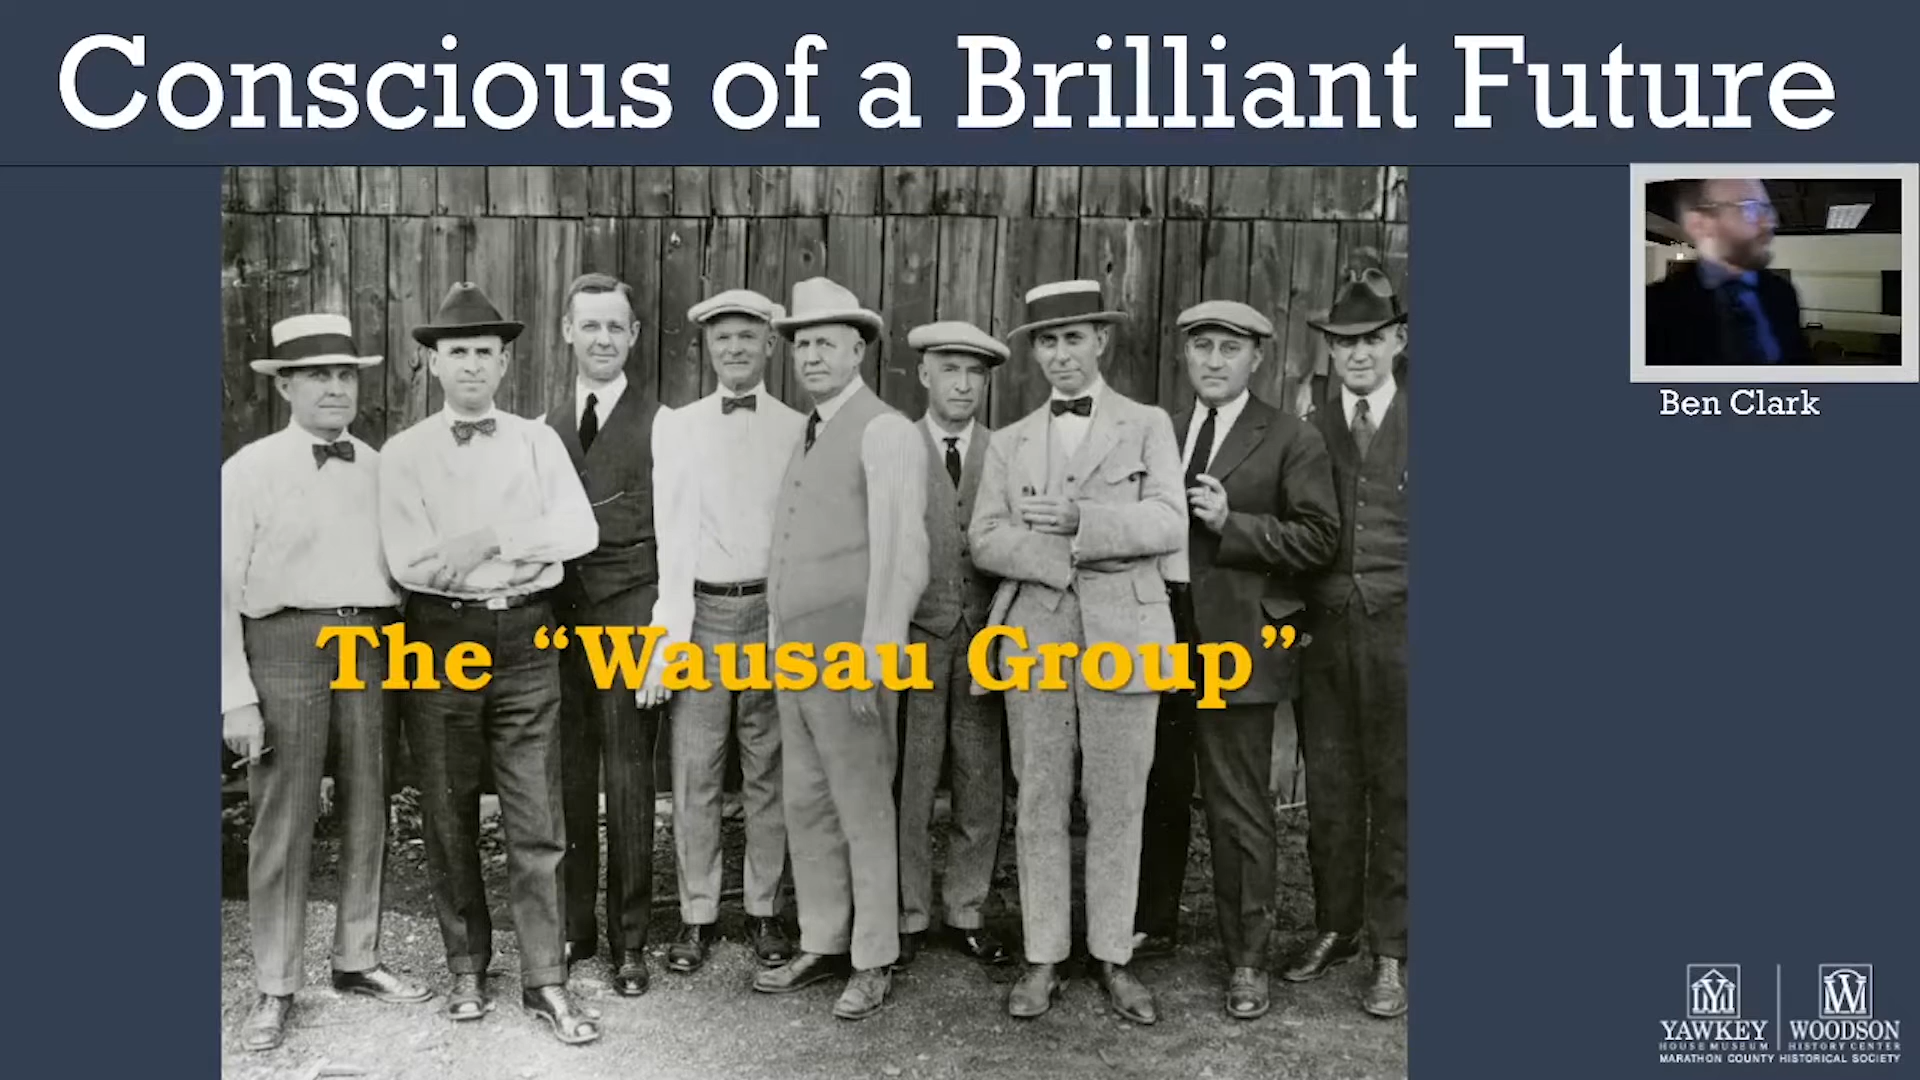 Conscious of a Brilliant Future
Ben Clark
The “Wausau Group”
YAWKEY
HOUSE MUSEUM
WOODSON
HISTORY CENTER
MARATHON COUNTY HISTORICAL SOCIETY